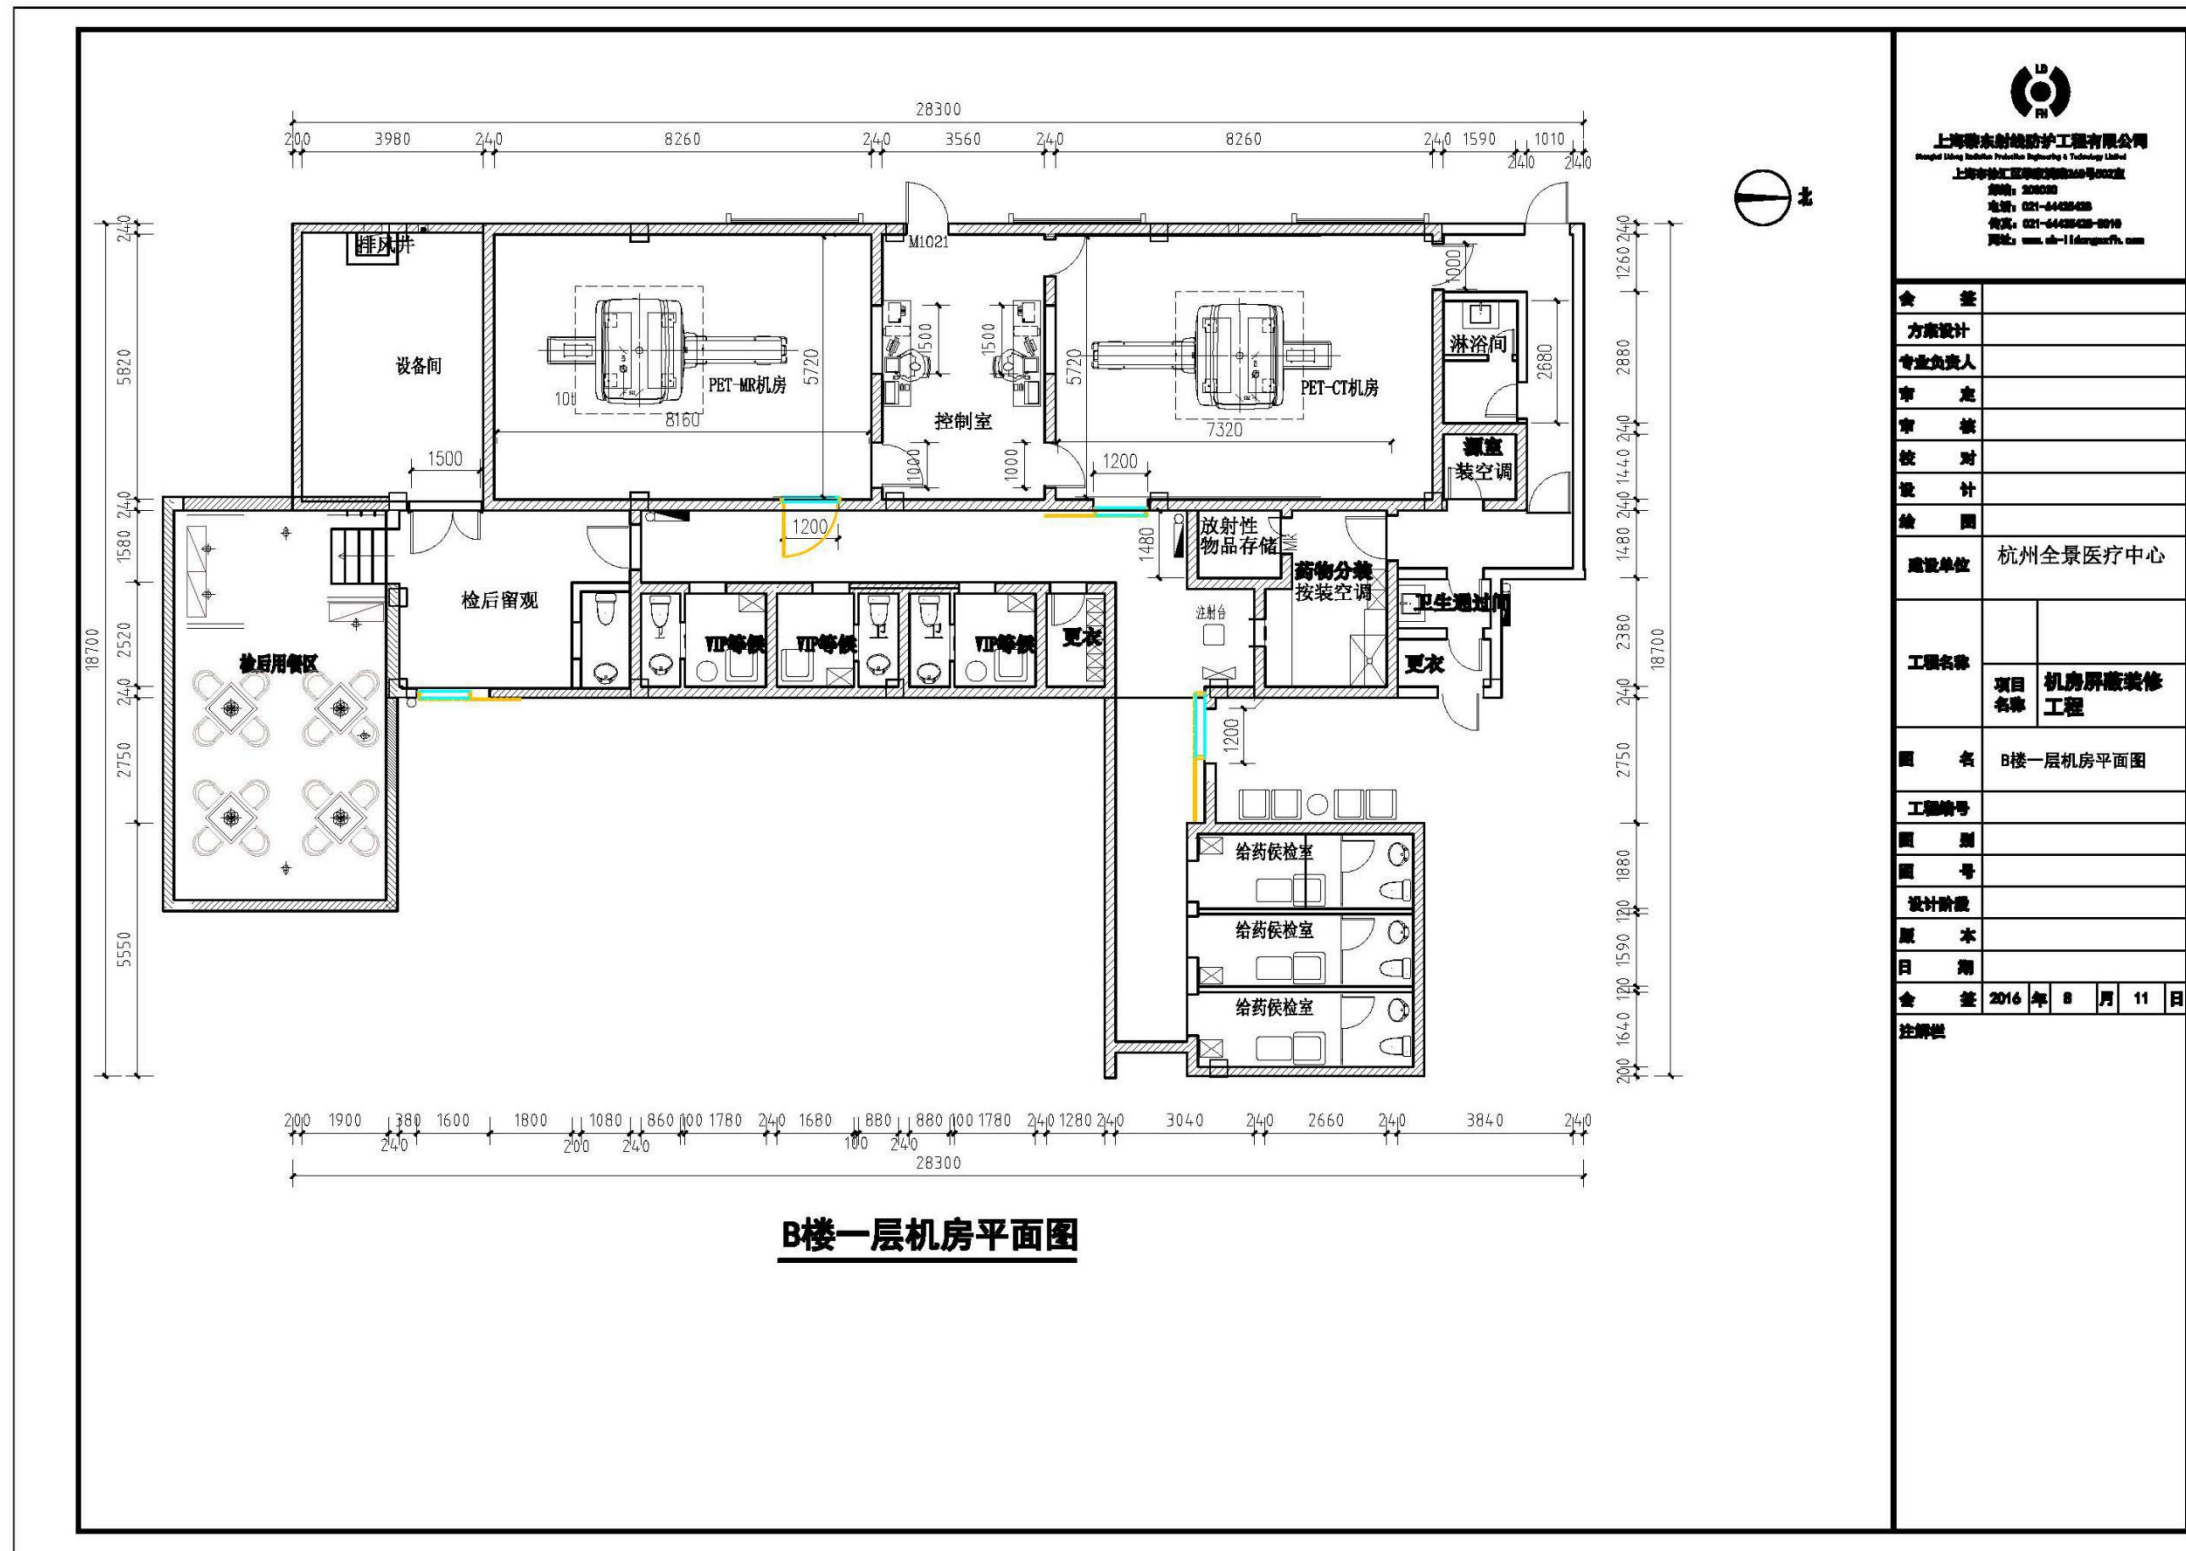 28300
200 3980 240 8260 240 3560 240 8260 240 1590 240 1010 240
北
M1021
排风井
设备间
1500
PET-MR机房
10t
8160
5720
1200
控制室
1500
1500
1000
1000
PET-CT机房
5720
7320
1200
1000
淋浴间
2680
源室
装空调
放射性
物品存储
MK
1480
药物分装
按装空调
注射台
卫生通过间
更衣
检后留观
VIP等候
VIP等候
VIP等候
更衣
检后用餐区
1200
给药侯检室
给药侯检室
给药侯检室
18700
240
5820
240
1580
2520
240
2750
5550
240
1260
2880
240
1440
240
1480
2380
240
2750
1880
120
1590
120
1640
200
18700
200 1900 240 380 1600 1800 200 1080 240 860 100 1780 240 1680 100 880 240 880 100 1780 240 1280 240 3040 240 2660 240 3840 240
28300
B楼一层机房平面图
LD
FH
射线防护工程有限公司
会签
方案设计
专业负责人
审定
审核
校对
设计
绘图
建设单位 杭州全景医疗中心
工程名称
项目名称 机房屏蔽装修工程
图名 B楼一层机房平面图
工程编号
图别
图号
设计阶段
版本
日期
会签 2016 年 8 月 11 日
注解栏